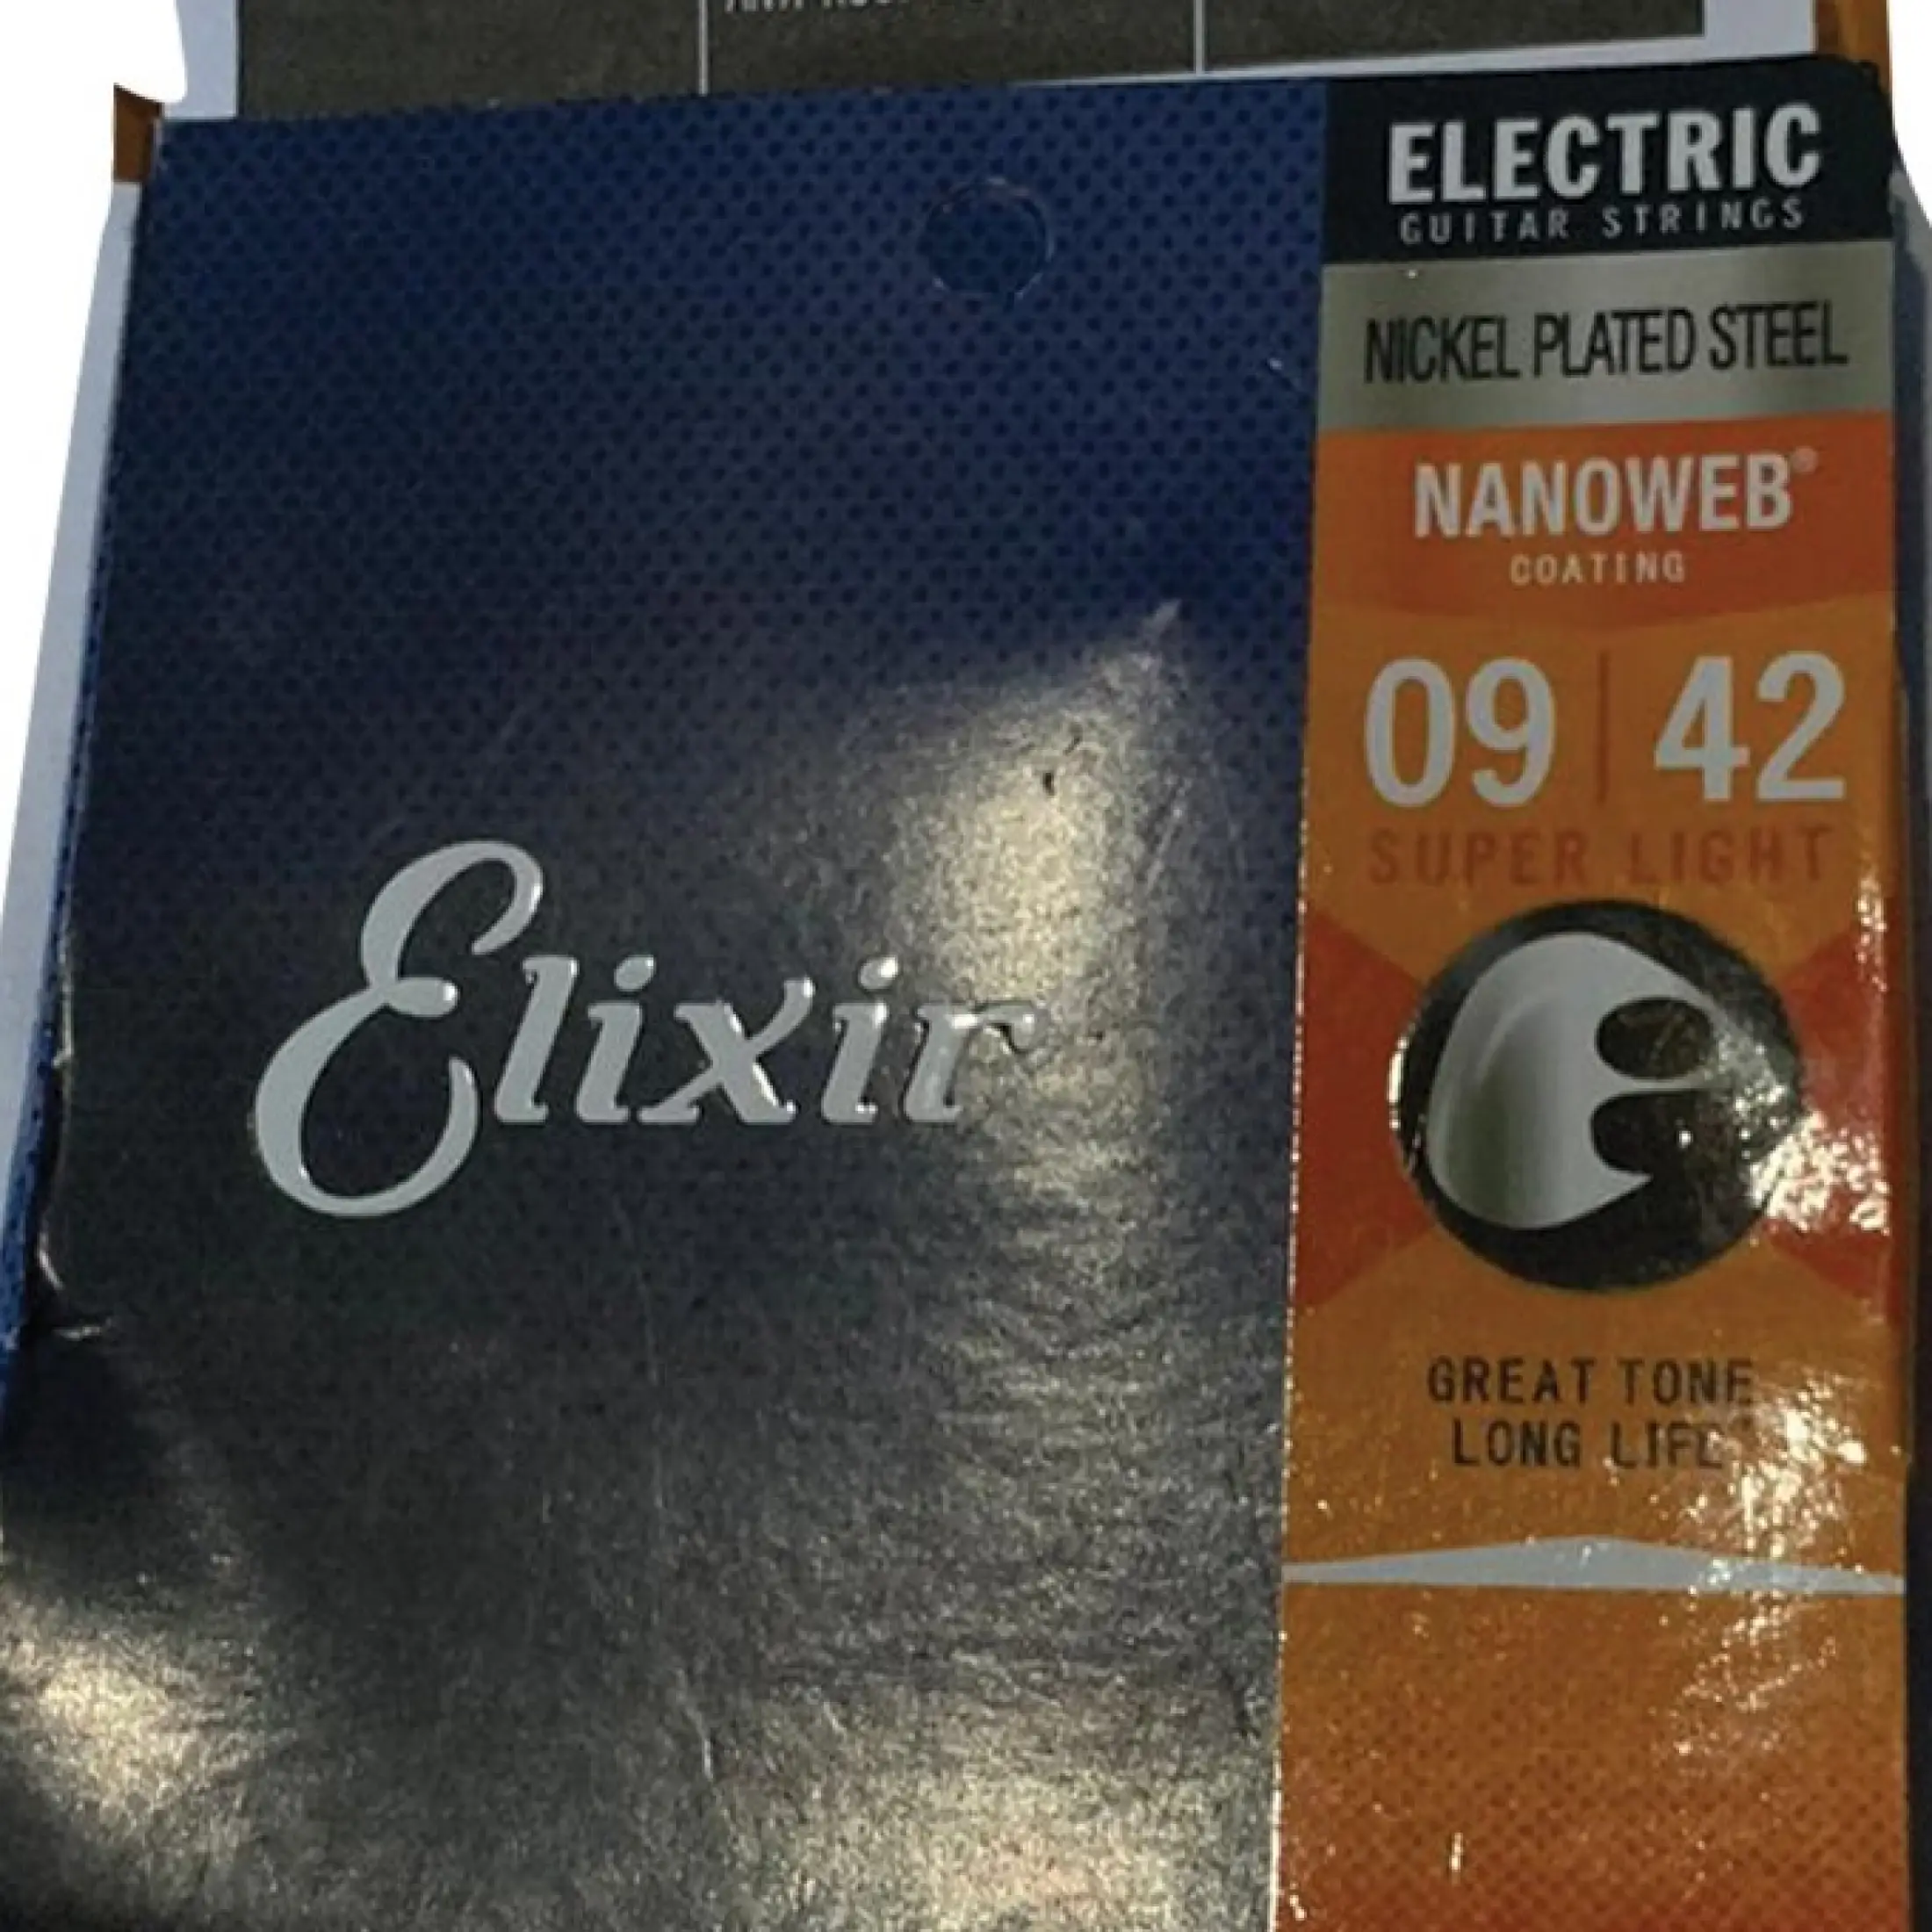 ELECTRIC
GUITAR STRINGS
NICKEL PLATED STEEL
NANOWEB®
COATING
09 | 42
SUPER LIGHT
Elixir
GREAT TONE
LONG LIFE